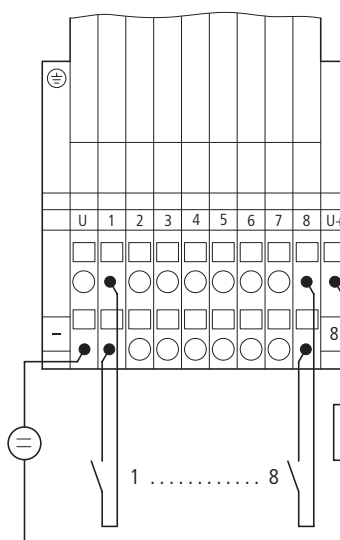 U 1 2 3 4 5 6 7 8 U+
– 8
1 ............ 8